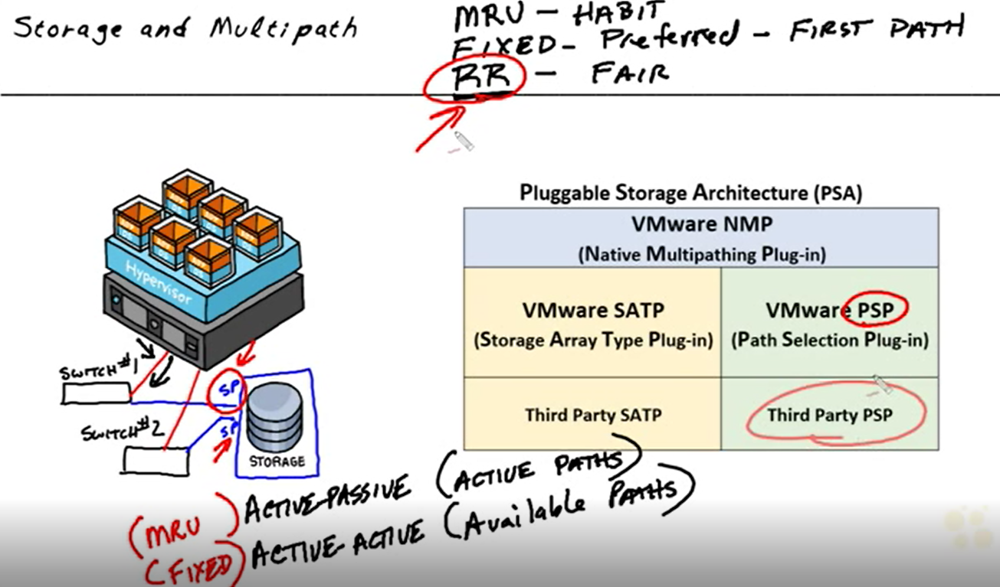 Storage and Multipath
MRU - HABIT
FIXED - Preferred - FIRST PATH
RR - FAIR
Hypervisor
SWITCH #1
SWITCH #2
SP
SP
STORAGE
Pluggable Storage Architecture (PSA)
VMware NMP
(Native Multipathing Plug-in)
VMware SATP
(Storage Array Type Plug-in)
VMware PSP
(Path Selection Plug-in)
Third Party SATP
Third Party PSP
(MRU) ACTIVE-PASSIVE (ACTIVE PATHS)
(FIXED) ACTIVE-ACTIVE (Available PATHS)